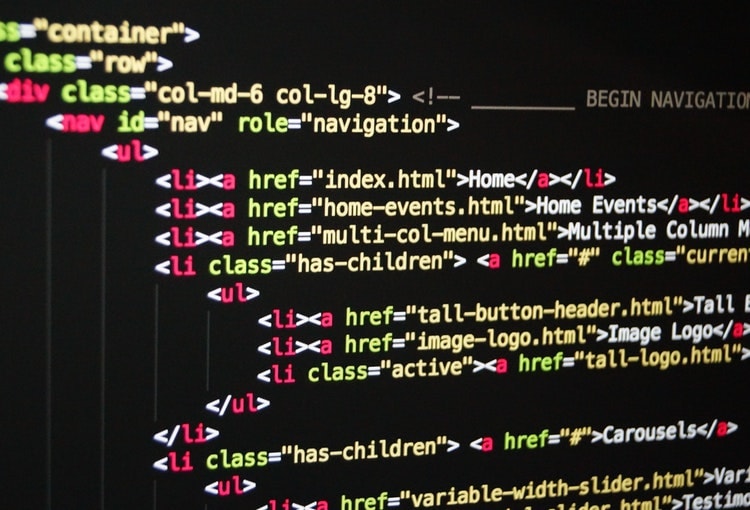 ss="container">
class="row">
<div class="col-md-6 col-lg-8"> <!-- __________ BEGIN NAVIGATION
<nav id="nav" role="navigation">
<ul>
<li><a href="index.html">Home</a></li>
<li><a href="home-events.html">Home Events</a></li>
<li><a href="multi-col-menu.html">Multiple Column M
<li class="has-children"> <a href="#" class="curren
<ul>
<li><a href="tall-button-header.html">Tall B
<li><a href="image-logo.html">Image Logo</a>
<li class="active"><a href="tall-logo.html">
</ul>
</li>
<li class="has-children"> <a href="#">Carousels</a>
<ul>
<li><a href="variable-width-slider.html">Vari
slider.html">Testimo